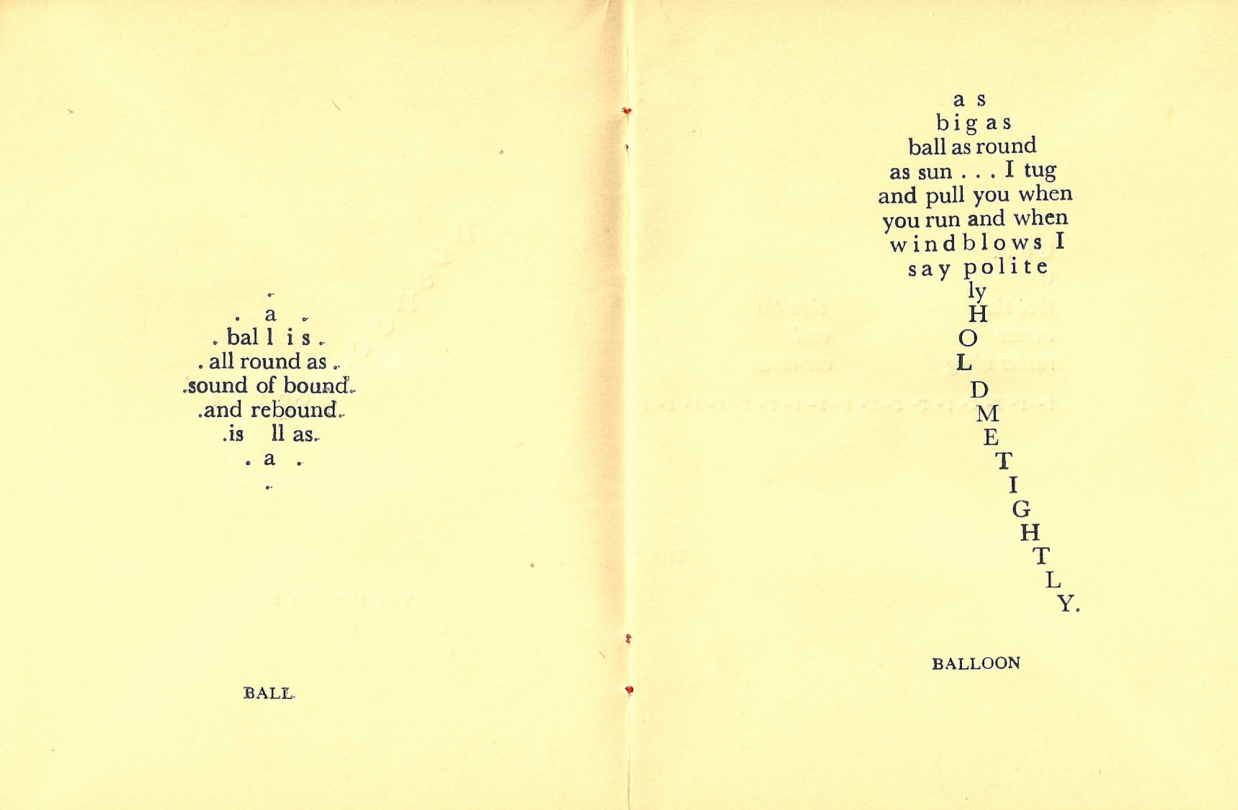 .
. a .
. bal l i s .
. all round as .
.sound of bound.
.and rebound.
.is ll as.
. a .
.
BALL
a s
b i g a s
ball as round
as sun . . . I tug
and pull you when
you run and when
w i n d b l o w s I
s a y p o l i t e
ly
H
O
L
D
M
E
T
I
G
H
T
L
Y.
BALLOON